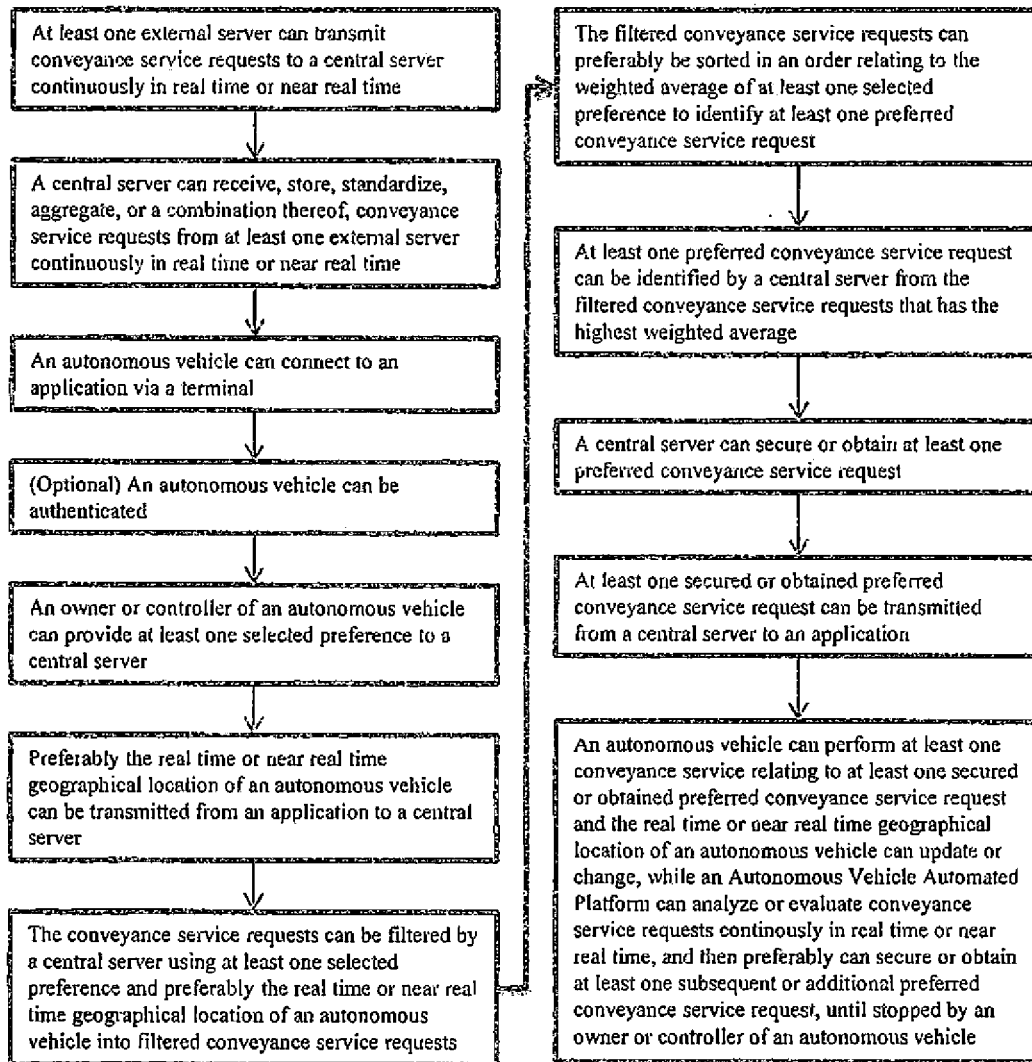 At least one external server can transmit
conveyance service requests to a central server
continuously in real time or near real time
A central server can receive, store, standardize,
aggregate, or a combination thereof, conveyance
service requests from at least one external server
continuously in real time or near real time
An autonomous vehicle can connect to an
application via a terminal
(Optional) An autonomous vehicle can be
authenticated
An owner or controller of an autonomous vehicle
can provide at least one selected preference to a
central server
Preferably the real time or near real time
geographical location of an autonomous vehicle
can be transmitted from an application to a central
server
The conveyance service requests can be filtered by
a central server using at least one selected
preference and preferably the real time or near real
time geographical location of an autonomous
vehicle into filtered conveyance service requests
The filtered conveyance service requests can
preferably be sorted in an order relating to the
weighted average of at least one selected
preference to identify at least one preferred
conveyance service request
At least one preferred conveyance service request
can be identified by a central server from the
filtered conveyance service requests that has the
highest weighted average
A central server can secure or obtain at least one
preferred conveyance service request
At least one secured or obtained preferred
conveyance service request can be transmitted
from a central server to an application
An autonomous vehicle can perform at least one
conveyance service relating to at least one secured
or obtained preferred conveyance service request
and the real time or near real time geographical
location of an autonomous vehicle can update or
change, while an Autonomous Vehicle Automated
Platform can analyze or evaluate conveyance
service requests continously in real time or near
real time, and then preferably can secure or obtain
at least one subsequent or additional preferred
conveyance service request, until stopped by an
owner or controller of an autonomous vehicle